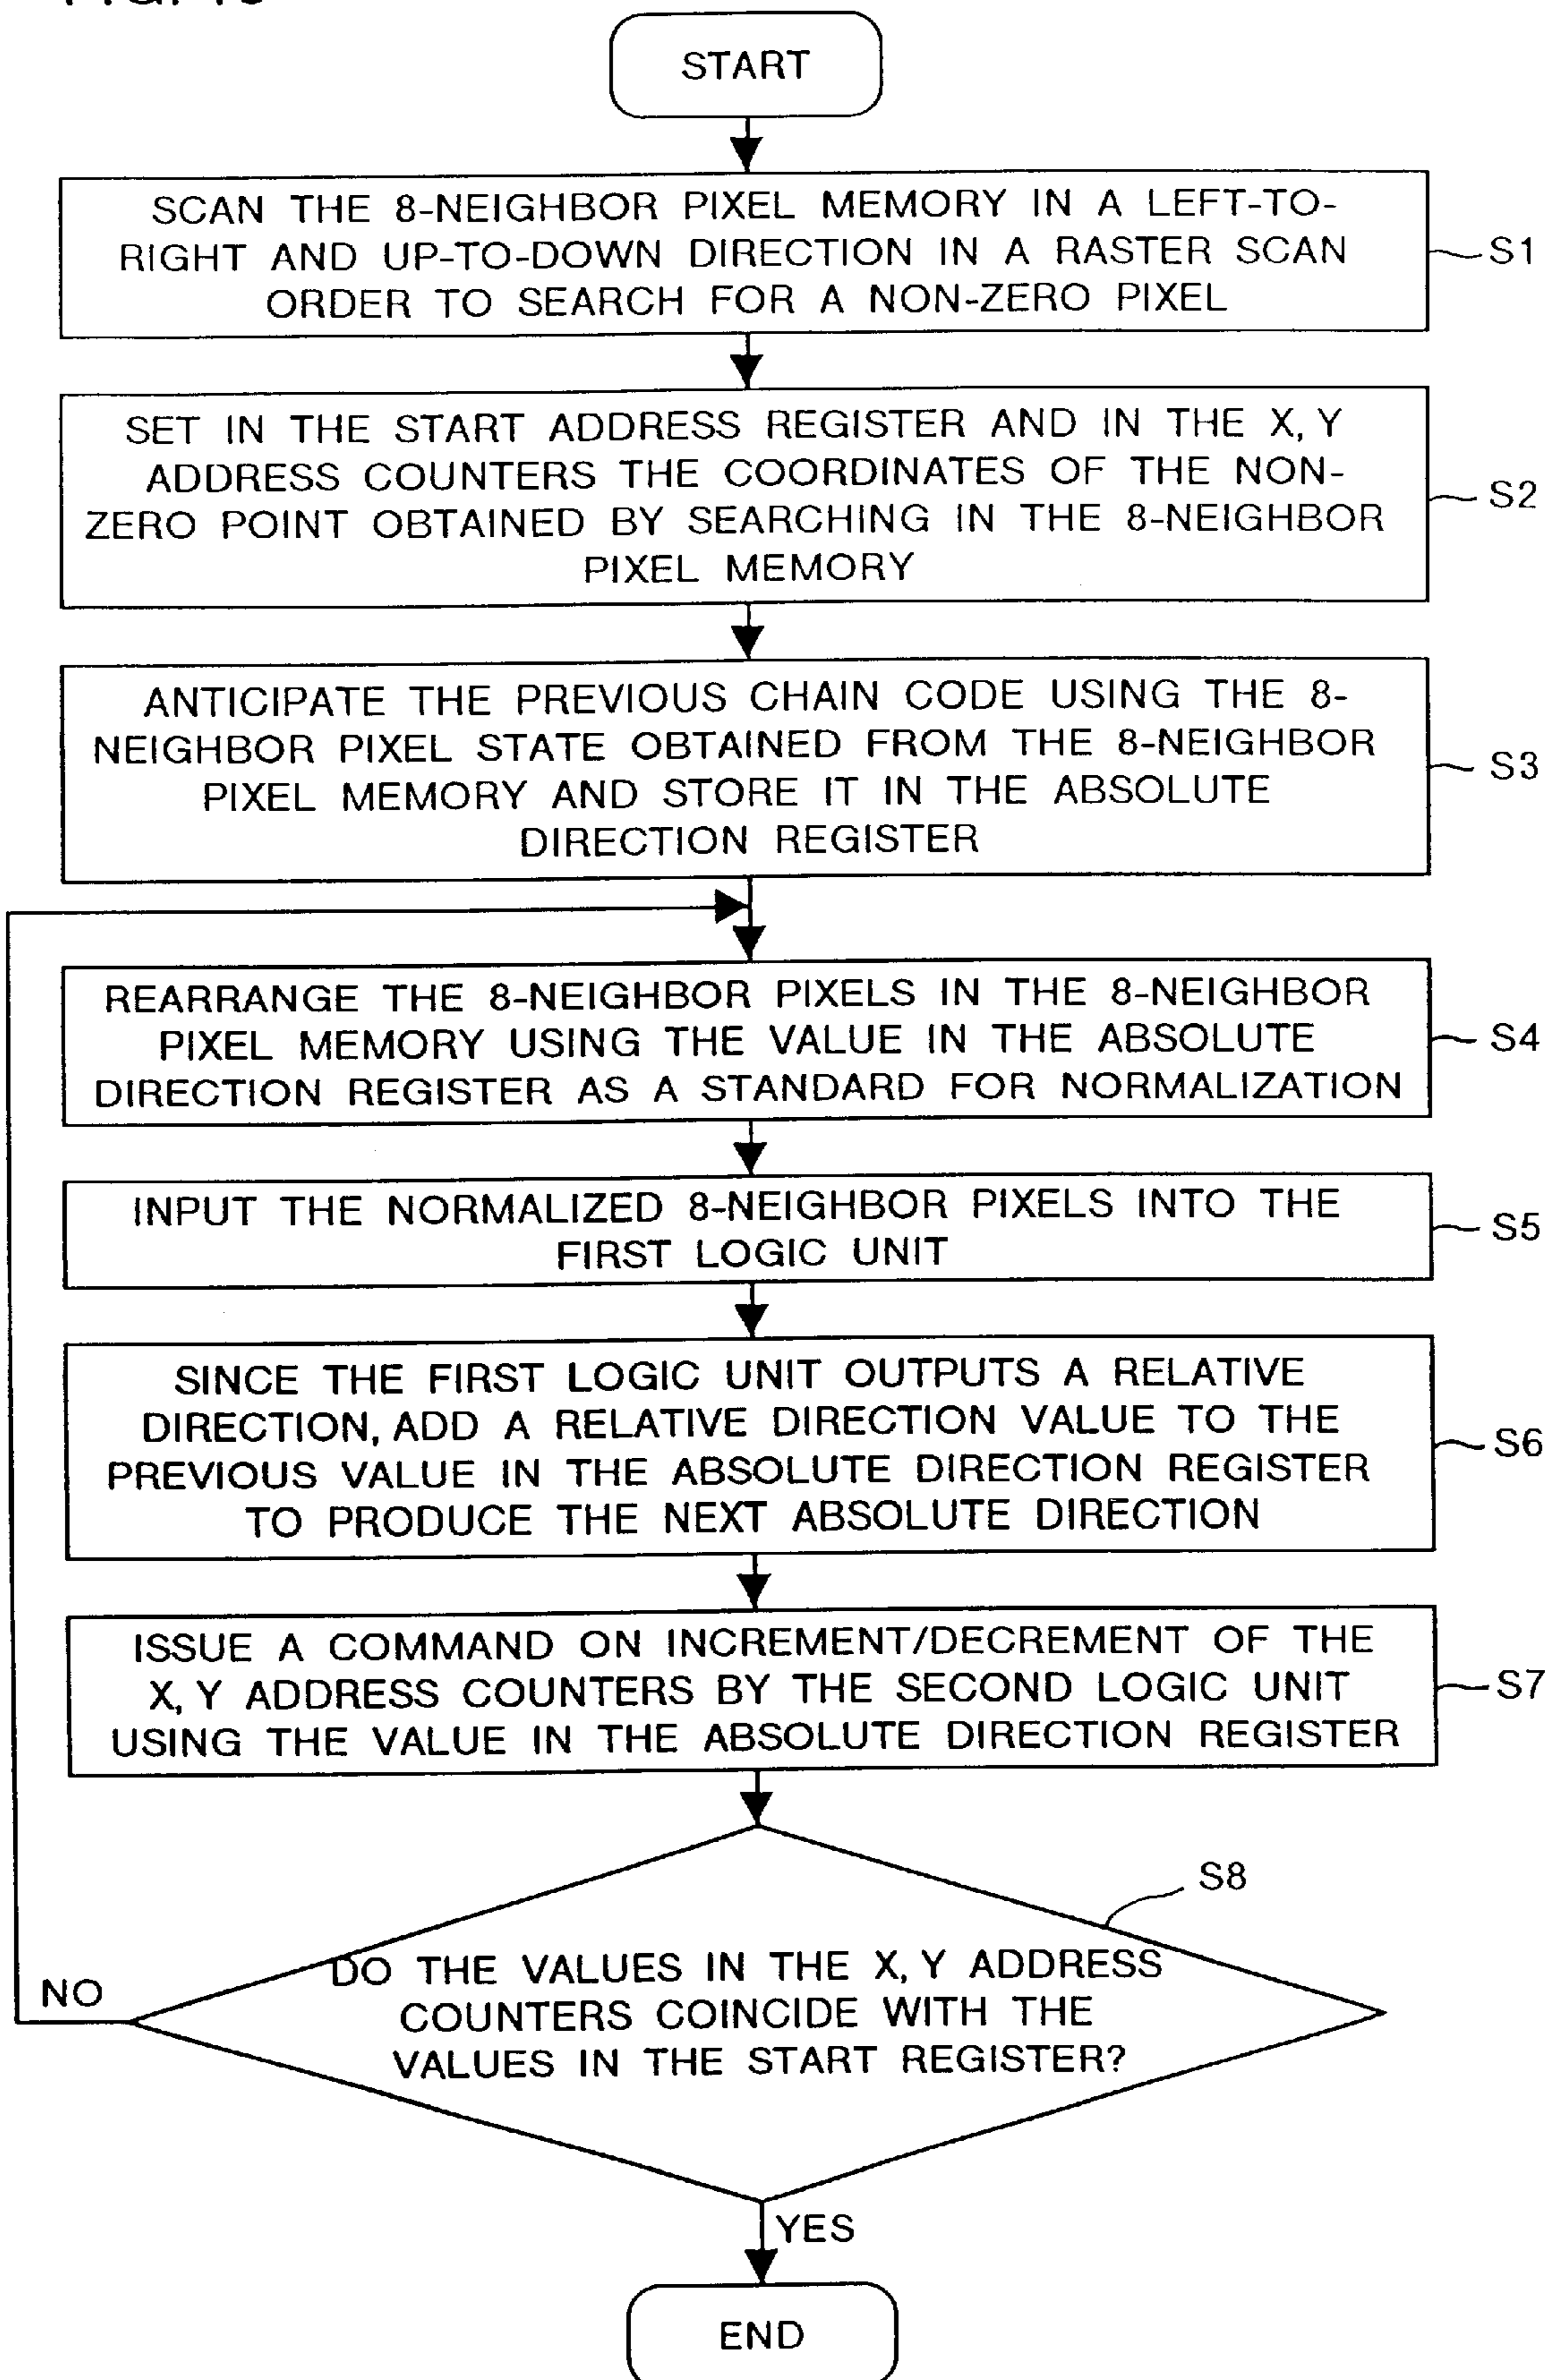 START
SCAN THE 8-NEIGHBOR PIXEL MEMORY IN A LEFT-TO-
RIGHT AND UP-TO-DOWN DIRECTION IN A RASTER SCAN
ORDER TO SEARCH FOR A NON-ZERO PIXEL
S1
SET IN THE START ADDRESS REGISTER AND IN THE X, Y
ADDRESS COUNTERS THE COORDINATES OF THE NON-
ZERO POINT OBTAINED BY SEARCHING IN THE 8-NEIGHBOR
PIXEL MEMORY
S2
ANTICIPATE THE PREVIOUS CHAIN CODE USING THE 8-
NEIGHBOR PIXEL STATE OBTAINED FROM THE 8-NEIGHBOR
PIXEL MEMORY AND STORE IT IN THE ABSOLUTE
DIRECTION REGISTER
S3
REARRANGE THE 8-NEIGHBOR PIXELS IN THE 8-NEIGHBOR
PIXEL MEMORY USING THE VALUE IN THE ABSOLUTE
DIRECTION REGISTER AS A STANDARD FOR NORMALIZATION
S4
INPUT THE NORMALIZED 8-NEIGHBOR PIXELS INTO THE
FIRST LOGIC UNIT
S5
SINCE THE FIRST LOGIC UNIT OUTPUTS A RELATIVE
DIRECTION, ADD A RELATIVE DIRECTION VALUE TO THE
PREVIOUS VALUE IN THE ABSOLUTE DIRECTION REGISTER
TO PRODUCE THE NEXT ABSOLUTE DIRECTION
S6
ISSUE A COMMAND ON INCREMENT/DECREMENT OF THE
X, Y ADDRESS COUNTERS BY THE SECOND LOGIC UNIT
USING THE VALUE IN THE ABSOLUTE DIRECTION REGISTER
S7
S8
DO THE VALUES IN THE X, Y ADDRESS
COUNTERS COINCIDE WITH THE
VALUES IN THE START REGISTER?
NO
YES
END